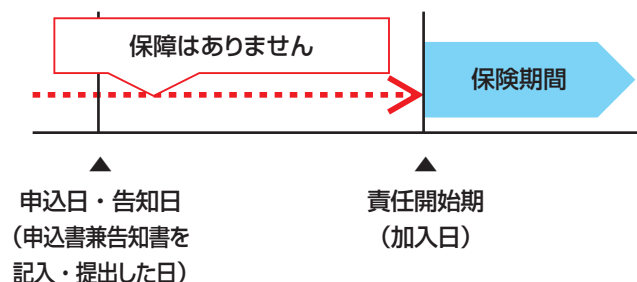 保障はありません
保険期間
申込日・告知日
（申込書兼告知書を
記入・提出した日）
責任開始期
（加入日）